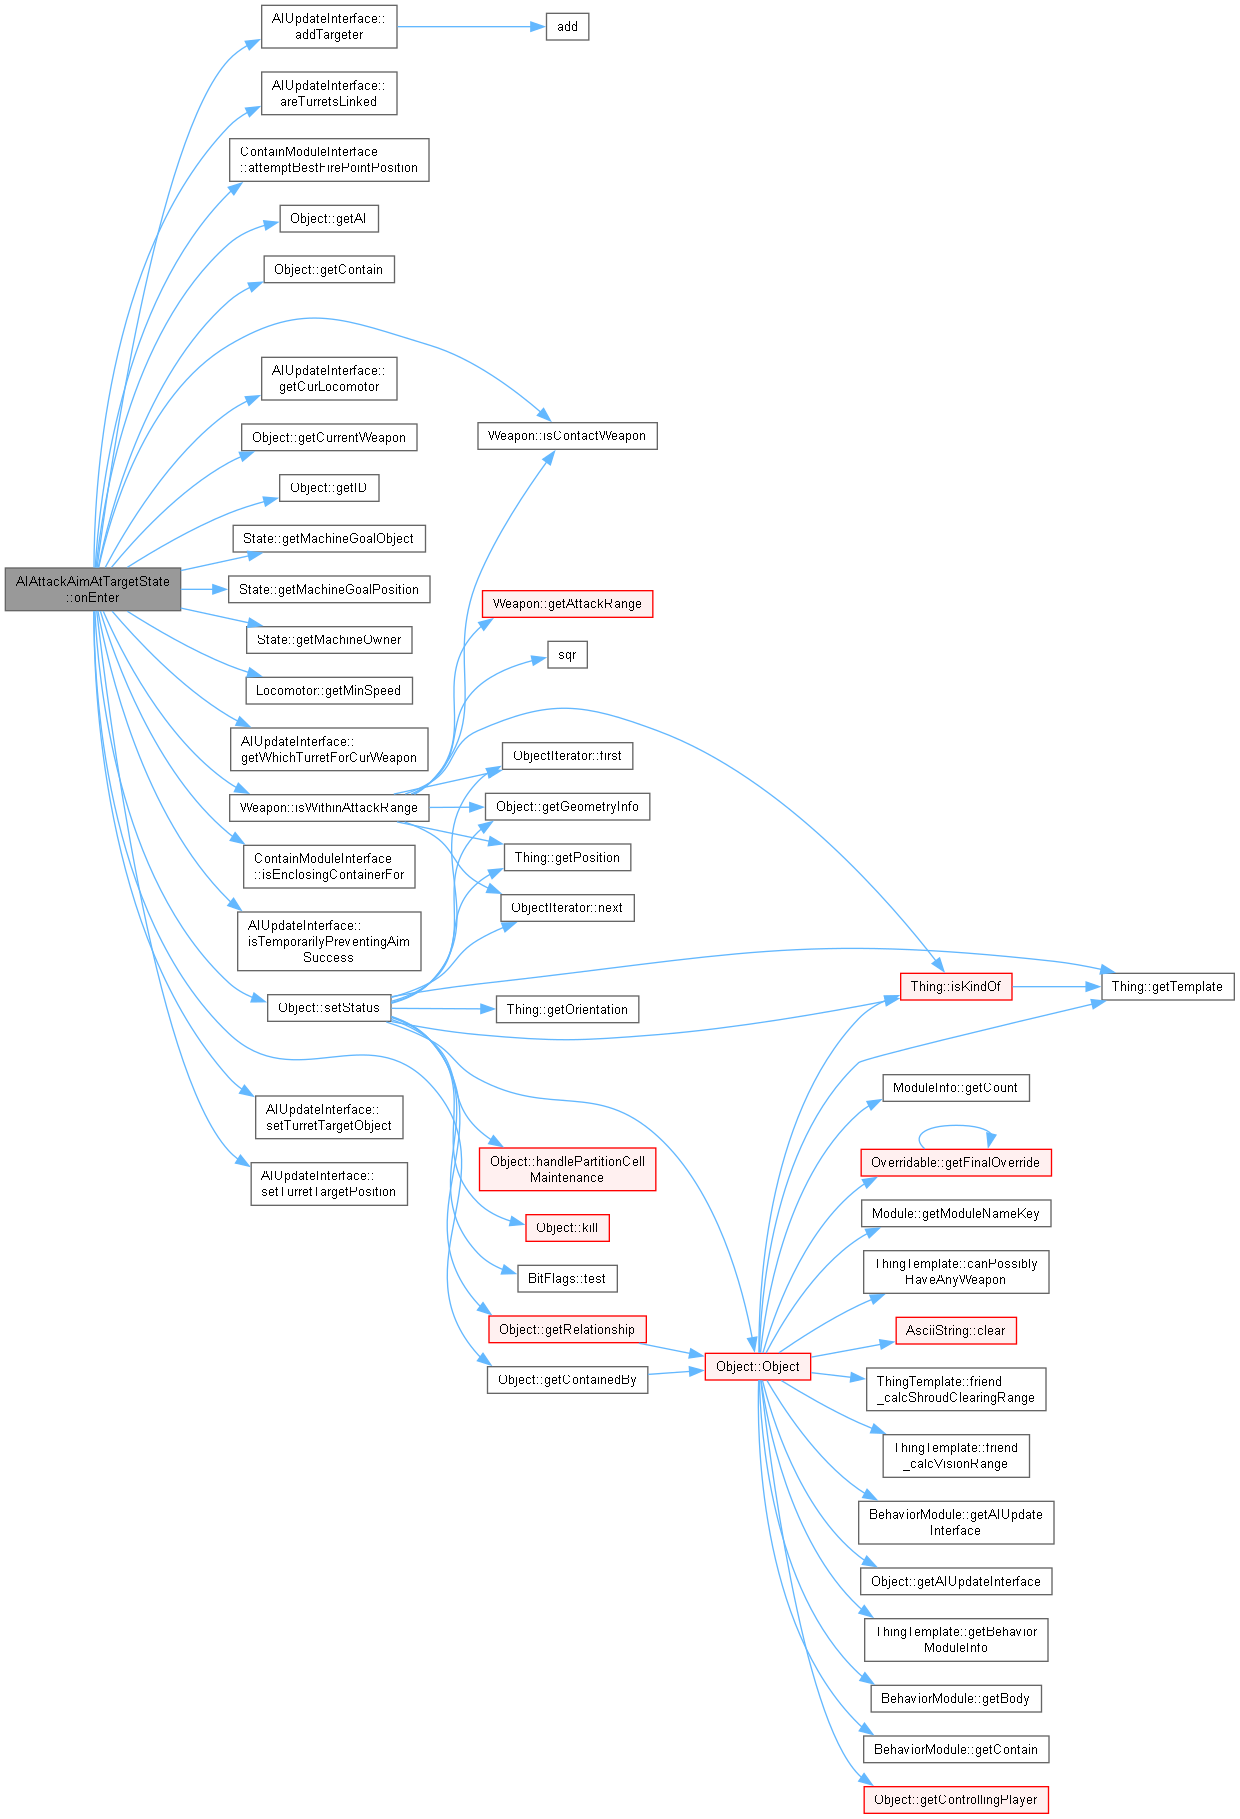 AIUpdateInterface::
addTargeter
add
AIUpdateInterface::
areTurretsLinked
ContainModuleInterface
::attemptBestFirePointPosition
Object::getAI
Object::getContain
AIUpdateInterface::
getCurLocomotor
Weapon::isContactWeapon
Object::getCurrentWeapon
Object::getID
State::getMachineGoalObject
AIAttackAimAtTargetState
::onEnter
State::getMachineGoalPosition
Weapon::getAttackRange
State::getMachineOwner
sqr
Locomotor::getMinSpeed
AIUpdateInterface::
getWhichTurretForCurWeapon
ObjectIterator::first
Weapon::isWithinAttackRange
Object::getGeometryInfo
ContainModuleInterface
::isEnclosingContainerFor
Thing::getPosition
ObjectIterator::next
AIUpdateInterface::
isTemporarilyPreventingAim
Success
Thing::isKindOf
Thing::getTemplate
Object::setStatus
Thing::getOrientation
ModuleInfo::getCount
AIUpdateInterface::
setTurretTargetObject
Object::handlePartitionCell
Maintenance
Overridable::getFinalOverride
AIUpdateInterface::
setTurretTargetPosition
Module::getModuleNameKey
Object::kill
BitFlags::test
ThingTemplate::canPossibly
HaveAnyWeapon
Object::getRelationship
AsciiString::clear
Object::getContainedBy
Object::Object
ThingTemplate::friend
_calcShroudClearingRange
ThingTemplate::friend
_calcVisionRange
BehaviorModule::getAIUpdate
Interface
Object::getAIUpdateInterface
ThingTemplate::getBehavior
ModuleInfo
BehaviorModule::getBody
BehaviorModule::getContain
Object::getControllingPlayer